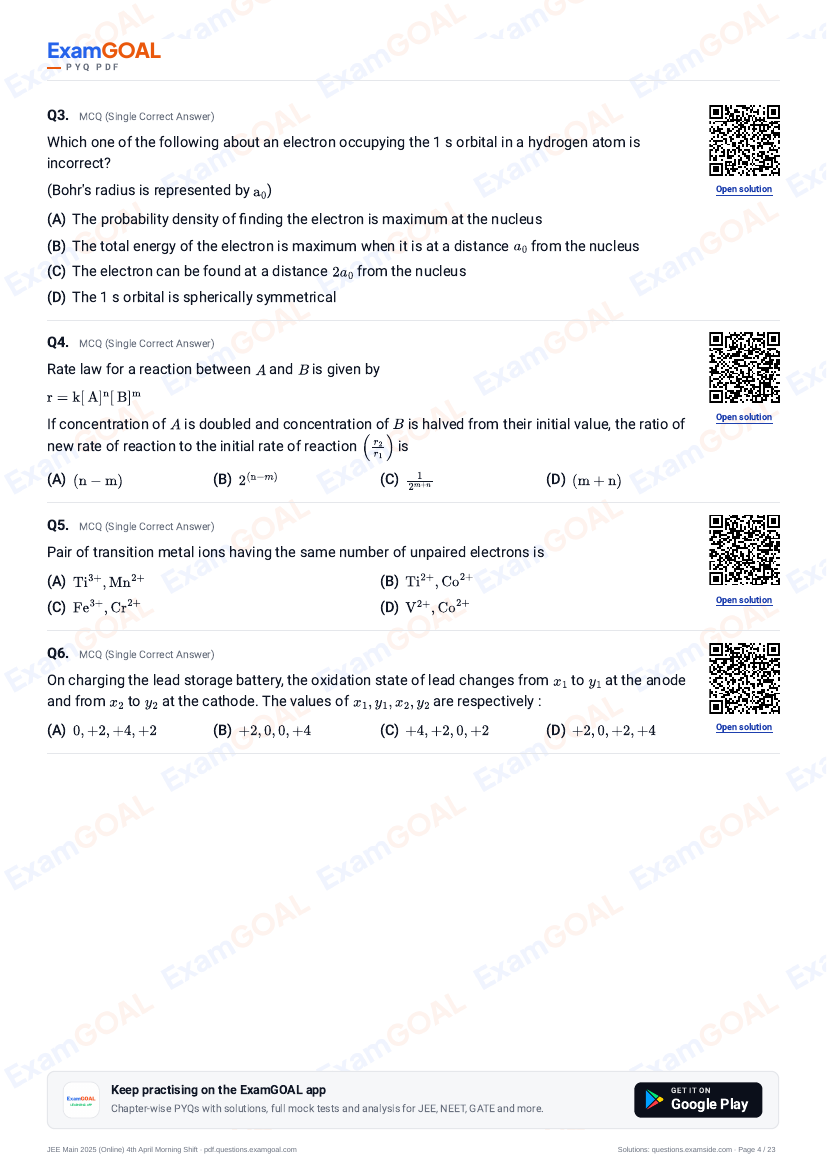 ExamGOAL
PYQ PDF
Q3. MCQ (Single Correct Answer)
Which one of the following about an electron occupying the 1 s orbital in a hydrogen atom is
incorrect?
(Bohr's radius is represented by a₀)
(A) The probability density of finding the electron is maximum at the nucleus
(B) The total energy of the electron is maximum when it is at a distance a₀ from the nucleus
(C) The electron can be found at a distance 2a₀ from the nucleus
(D) The 1 s orbital is spherically symmetrical
Open solution
Q4. MCQ (Single Correct Answer)
Rate law for a reaction between A and B is given by
r = k[ A]ⁿ[ B]ᵐ
If concentration of A is doubled and concentration of B is halved from their initial value, the ratio of
new rate of reaction to the initial rate of reaction (r₂/r₁) is
(A) (n − m) (B) 2^(n−m) (C) 1/2^(m+n) (D) (m + n)
Open solution
Q5. MCQ (Single Correct Answer)
Pair of transition metal ions having the same number of unpaired electrons is
(A) Ti³⁺, Mn²⁺ (B) Ti²⁺, Co²⁺
(C) Fe³⁺, Cr²⁺ (D) V²⁺, Co²⁺
Open solution
Q6. MCQ (Single Correct Answer)
On charging the lead storage battery, the oxidation state of lead changes from x₁ to y₁ at the anode
and from x₂ to y₂ at the cathode. The values of x₁, y₁, x₂, y₂ are respectively :
(A) 0, +2, +4, +2 (B) +2, 0, 0, +4 (C) +4, +2, 0, +2 (D) +2, 0, +2, +4
Open solution
ExamGOAL
Keep practising on the ExamGOAL app
Chapter-wise PYQs with solutions, full mock tests and analysis for JEE, NEET, GATE and more.
GET IT ON
Google Play
JEE Main 2025 (Online) 4th April Morning Shift · pdf.questions.examgoal.com
Solutions: questions.examside.com · Page 4 / 23